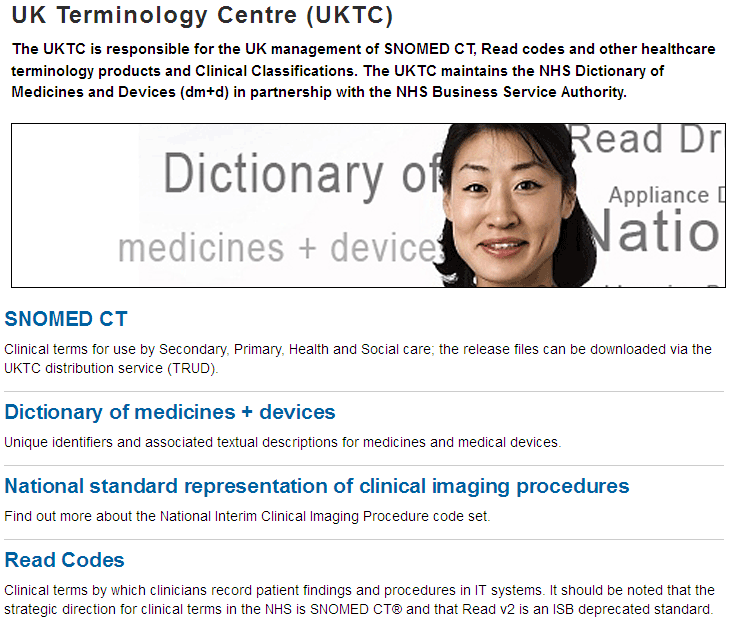 UK Terminology Centre (UKTC)
The UKTC is responsible for the UK management of SNOMED CT, Read codes and other healthcare
terminology products and Clinical Classifications. The UKTC maintains the NHS Dictionary of
Medicines and Devices (dm+d) in partnership with the NHS Business Service Authority.
Dictionary of
medicines + device
Read Dr
Appliance D
Natio
SNOMED CT
Clinical terms for use by Secondary, Primary, Health and Social care; the release files can be downloaded via the
UKTC distribution service (TRUD).
Dictionary of medicines + devices
Unique identifiers and associated textual descriptions for medicines and medical devices.
National standard representation of clinical imaging procedures
Find out more about the National Interim Clinical Imaging Procedure code set.
Read Codes
Clinical terms by which clinicians record patient findings and procedures in IT systems. It should be noted that the
strategic direction for clinical terms in the NHS is SNOMED CT® and that Read v2 is an ISB deprecated standard.